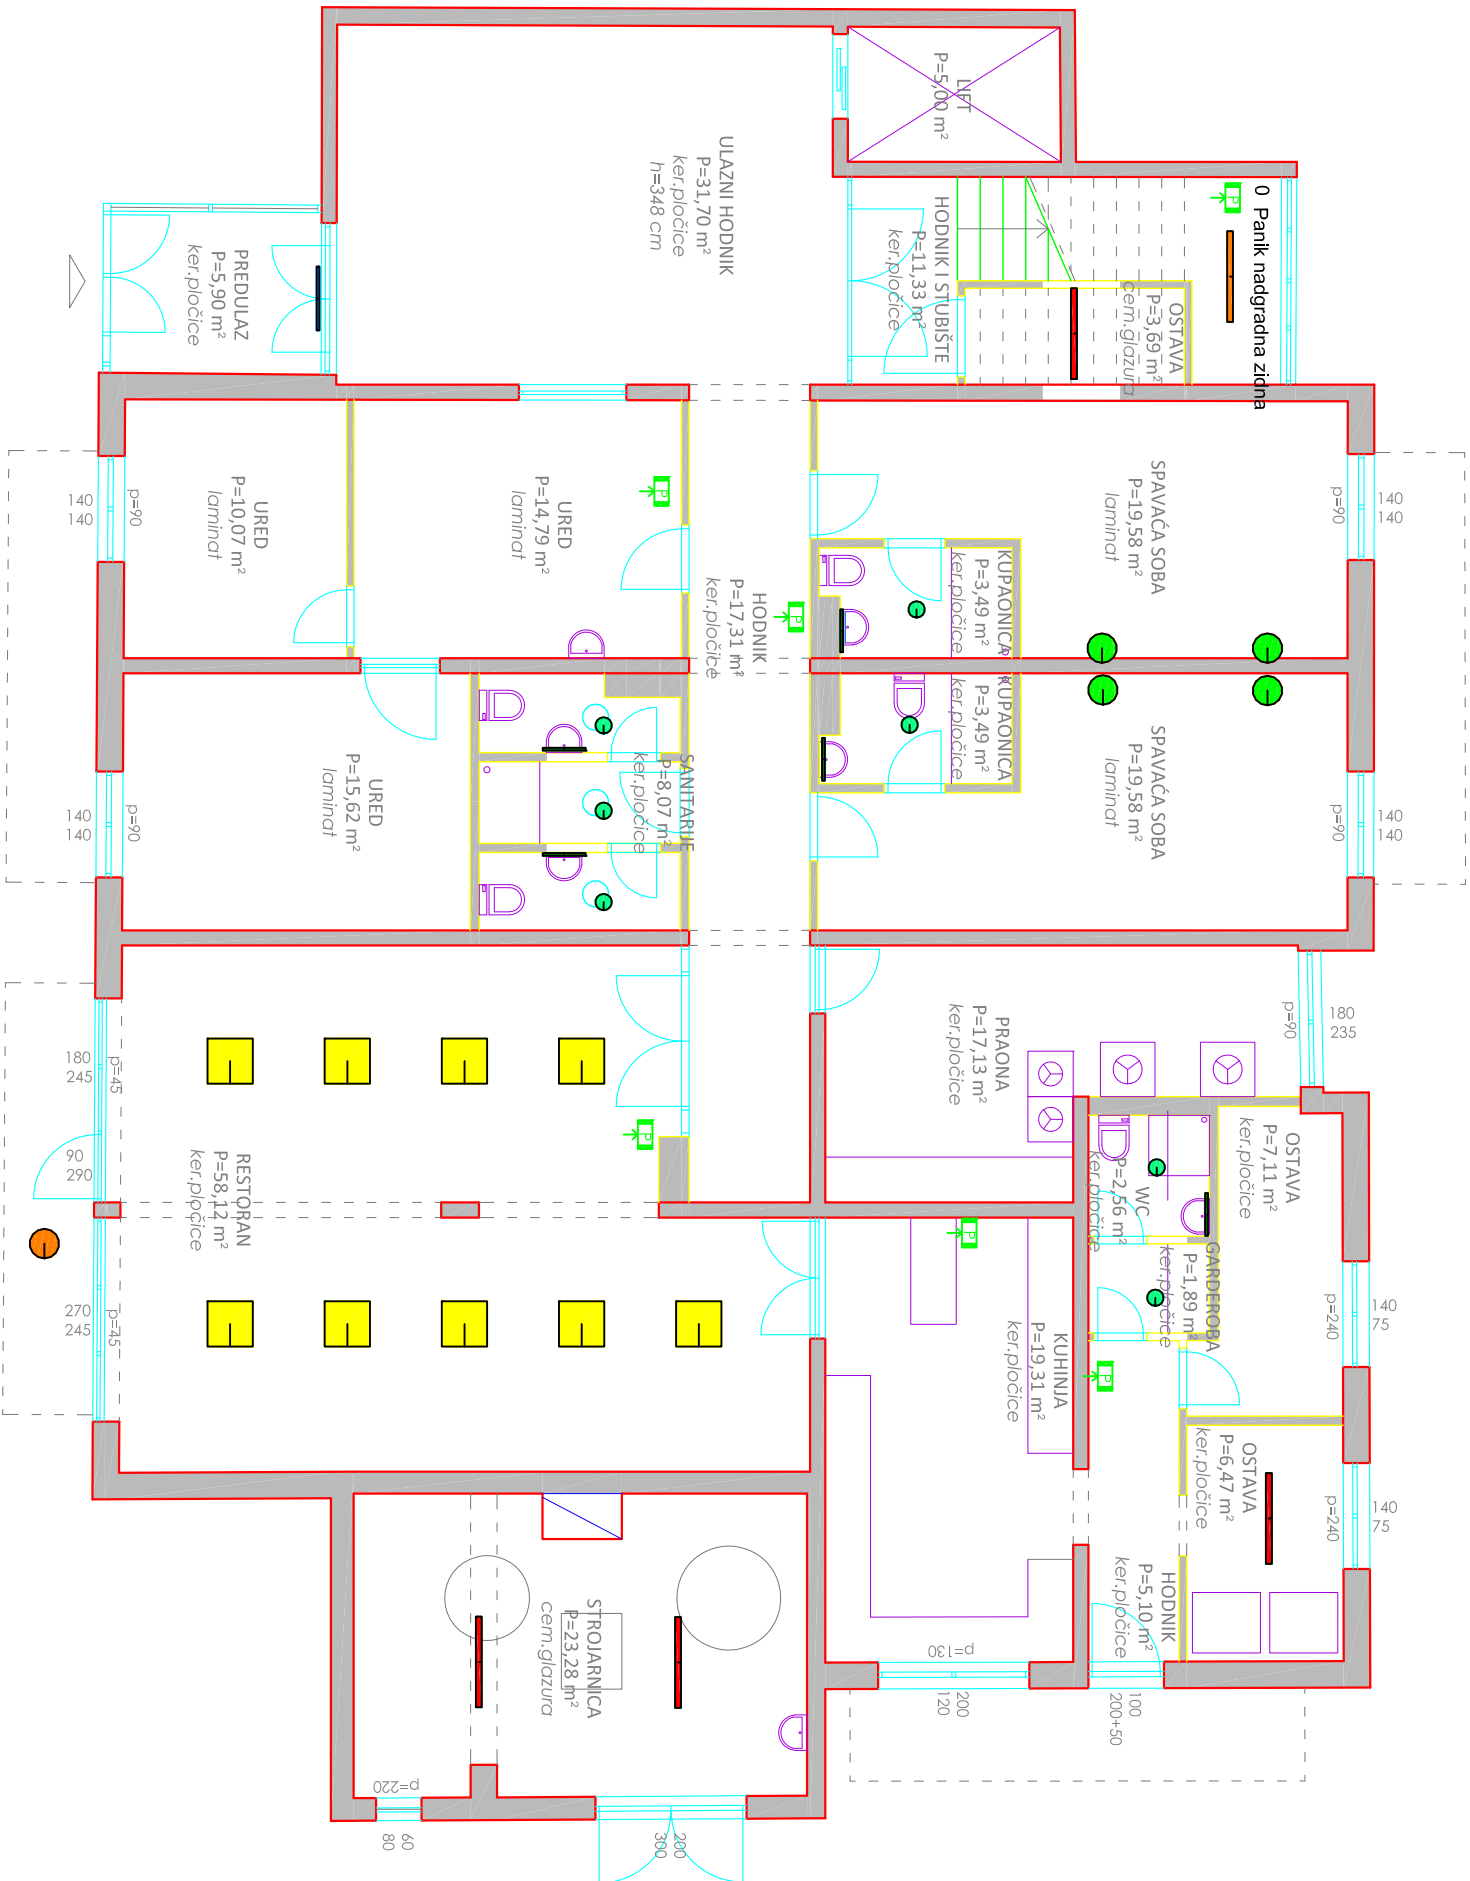 LIFT
P=5,00 m²
ULAZNI HODNIK
P=31,70 m²
ker.pločice
h=348 cm
HODNIK I STUBIŠTE
P=11,33 m²
ker.pločice
OSTAVA
P=3,69 m²
cem.glazura
P
0 Panik nadgradna zidna
PREDULAZ
P=5,90 m²
ker.pločice
URED
P=10,07 m²
laminat
140
140
p=90
URED
P=14,79 m²
laminat
P
HODNIK
P=17,31 m²
ker.pločice
P
SPAVAĆA SOBA
P=19,58 m²
laminat
p=90
140
140
KUPAONICA
P=3,49 m²
ker.pločice
KUPAONICA
P=3,49 m²
ker.pločice
SPAVAĆA SOBA
P=19,58 m²
laminat
p=90
140
140
URED
P=15,62 m²
laminat
140
140
p=90
SANITARIJE
P=8,07 m²
ker.pločice
PRAONA
P=17,13 m²
ker.pločice
p=90
180
235
180
245
p=45
90
290
RESTORAN
P=58,12 m²
ker.pločice
P
270
245
p=45
WC
P=2,56 m²
ker.pločice
OSTAVA
P=7,11 m²
ker.pločice
GARDEROBA
P=1,89 m²
ker.pločice
p=240
140
75
P
KUHINJA
P=19,31 m²
ker.pločice
P
OSTAVA
P=6,47 m²
ker.pločice
p=240
140
75
HODNIK
P=5,10 m²
ker.pločice
STROJARNICA
P=23,28 m²
cem.glazura
p=130
200
120
100
200+50
p=220
60
80
200
300